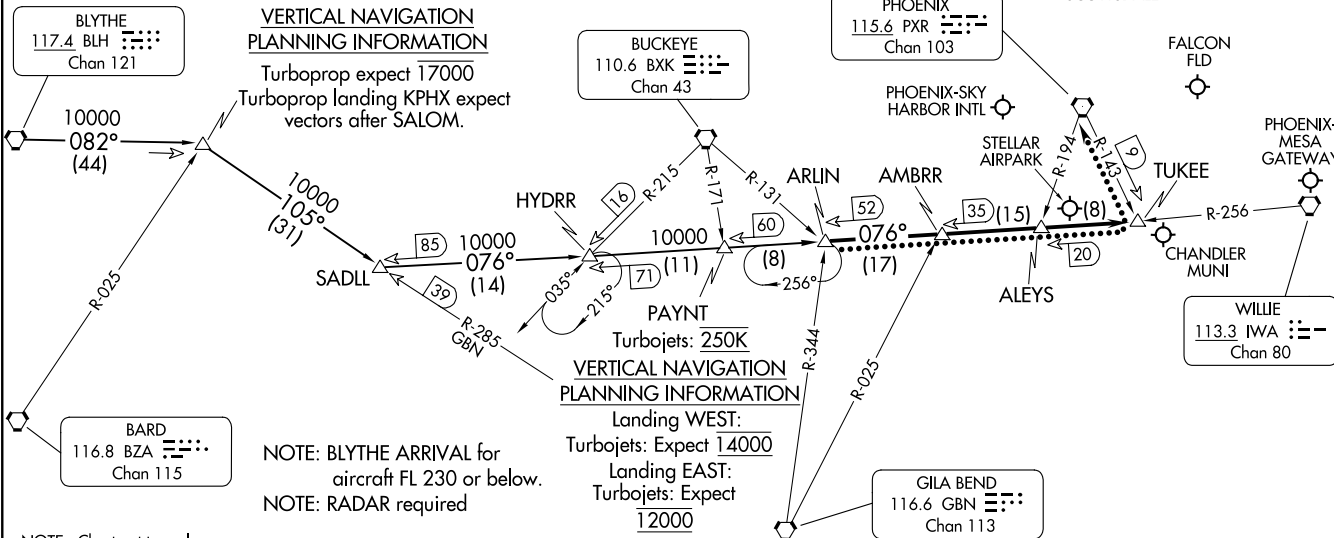 BLYTHE
117.4 BLH
Chan 121
VERTICAL NAVIGATION
PLANNING INFORMATION
Turboprop expect 17000
Turboprop landing KPHX expect
vectors after SALOM.
BUCKEYE
110.6 BXK
Chan 43
PHOENIX
115.6 PXR
Chan 103
FALCON
FLD
PHOENIX-SKY
HARBOR INTL
STELLAR
AIRPARK
PHOENIX-
MESA
GATEWAY
10000
082°
(44)
10000
105°
(31)
R-025
SADLL
85
39
R-285
GBN
10000
076°
(14)
HYDRR
16
R-215
R-171
R-131
035°
215°
71
10000
(11)
60
(8)
256°
PAYNT
Turbojets: 250K
ARLIN
52
076°
(17)
AMBRR
35
(15)
R-194
R-143
9
(8)
20
ALEYS
TUKEE
R-256
CHANDLER
MUNI
R-344
R-025
WILLIE
113.3 IWA
Chan 80
VERTICAL NAVIGATION
PLANNING INFORMATION
Landing WEST:
Turbojets: Expect 14000
Landing EAST:
Turbojets: Expect
12000
BARD
116.8 BZA
Chan 115
NOTE: BLYTHE ARRIVAL for
aircraft FL 230 or below.
NOTE: RADAR required
GILA BEND
116.6 GBN
Chan 113